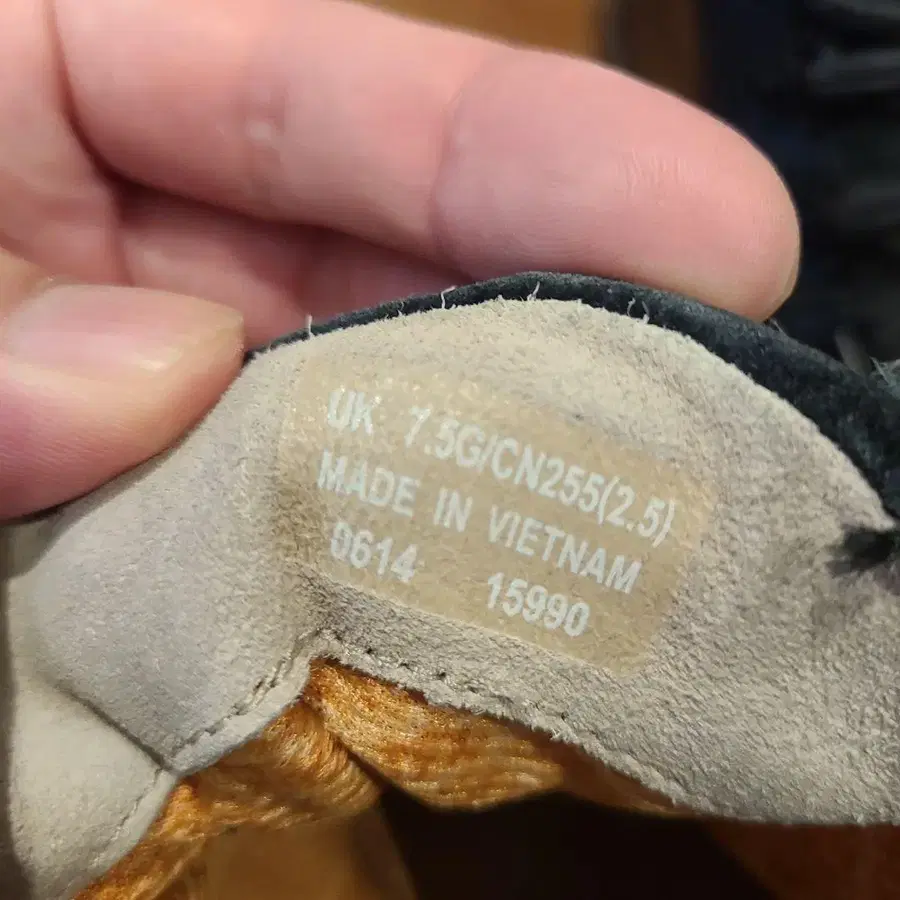 UK 7.5G/CN255(2.5)
MADE IN VIETNAM
0614 15990